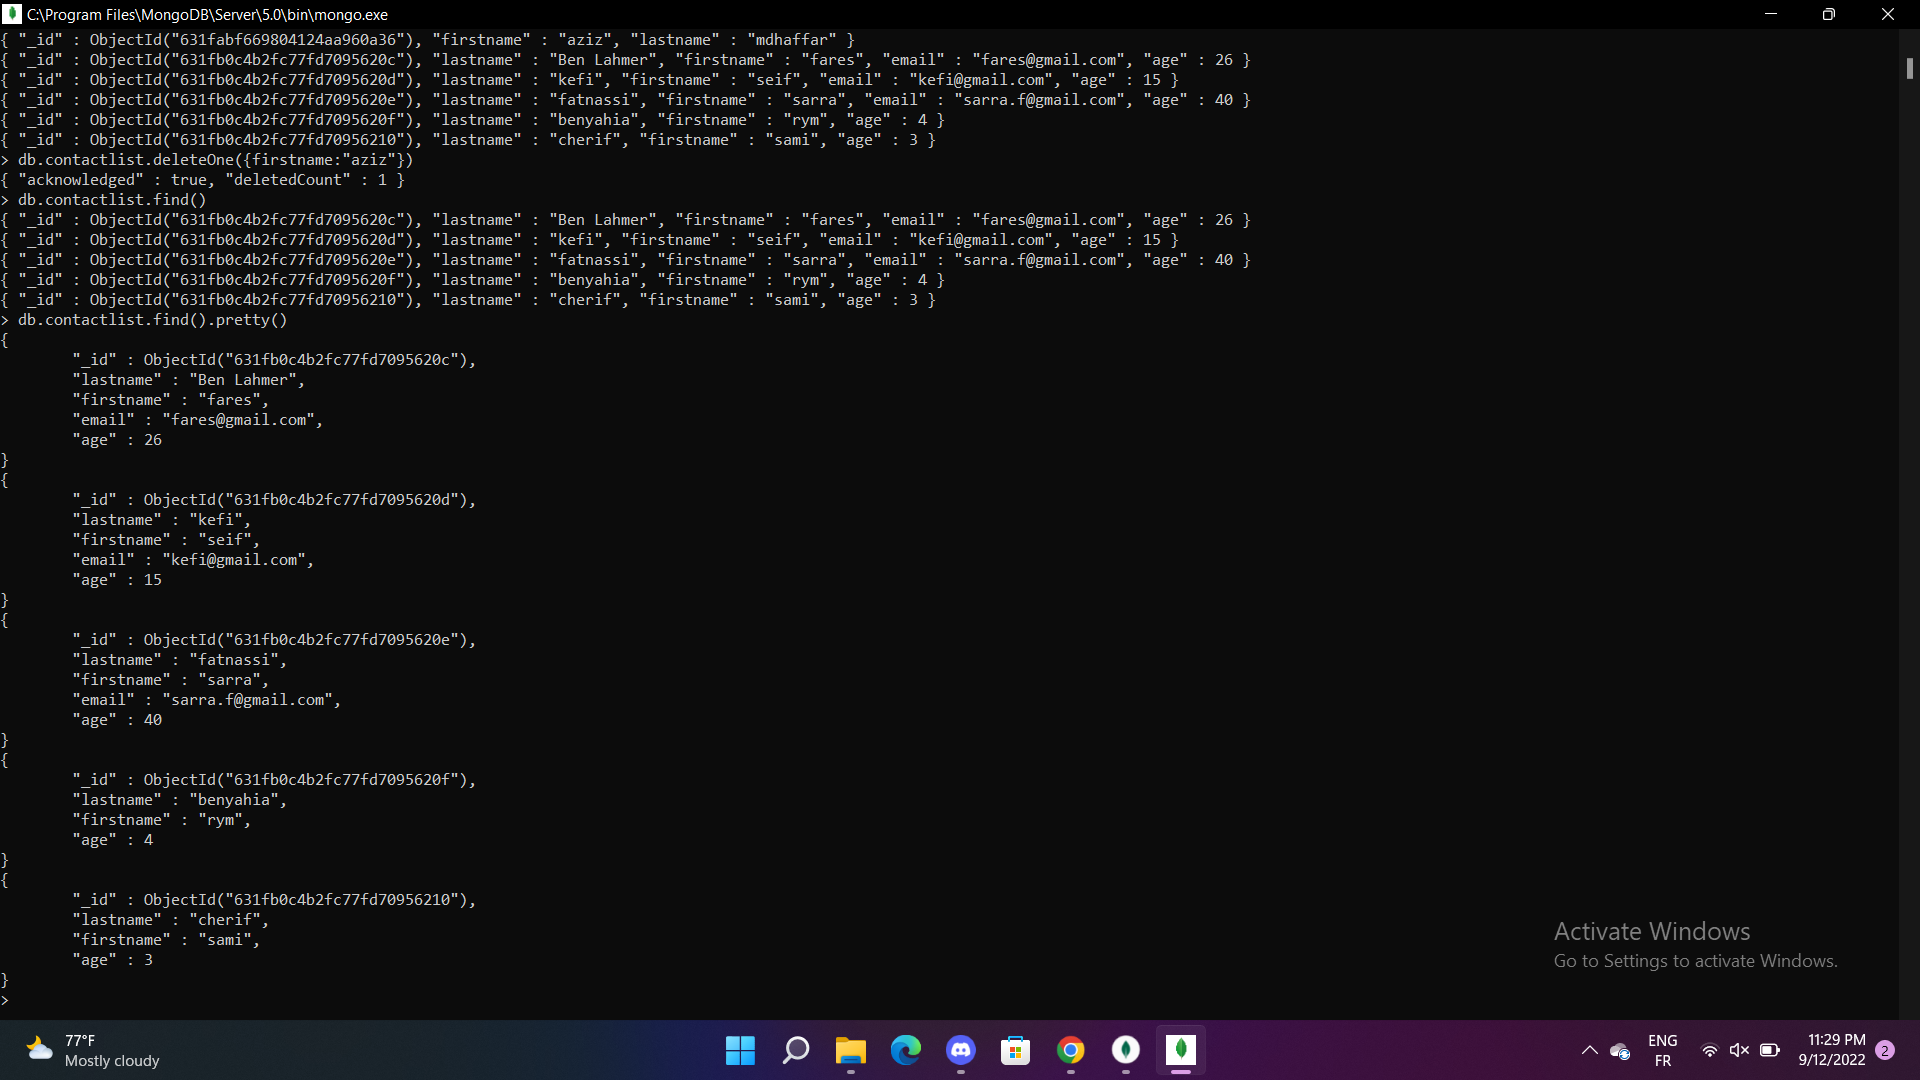 C:\Program Files\MongoDB\Server\5.0\bin\mongo.exe
{ "_id" : ObjectId("631fabf669804124aa960a36"), "firstname" : "aziz", "lastname" : "mdhaffar" }
{ "_id" : ObjectId("631fb0c4b2fc77fd7095620c"), "lastname" : "Ben Lahmer", "firstname" : "fares", "email" : "fares@gmail.com", "age" : 26 }
{ "_id" : ObjectId("631fb0c4b2fc77fd7095620d"), "lastname" : "kefi", "firstname" : "seif", "email" : "kefi@gmail.com", "age" : 15 }
{ "_id" : ObjectId("631fb0c4b2fc77fd7095620e"), "lastname" : "fatnassi", "firstname" : "sarra", "email" : "sarra.f@gmail.com", "age" : 40 }
{ "_id" : ObjectId("631fb0c4b2fc77fd7095620f"), "lastname" : "benyahia", "firstname" : "rym", "age" : 4 }
{ "_id" : ObjectId("631fb0c4b2fc77fd70956210"), "lastname" : "cherif", "firstname" : "sami", "age" : 3 }
> db.contactlist.deleteOne({firstname:"aziz"})
{ "acknowledged" : true, "deletedCount" : 1 }
> db.contactlist.find()
{ "_id" : ObjectId("631fb0c4b2fc77fd7095620c"), "lastname" : "Ben Lahmer", "firstname" : "fares", "email" : "fares@gmail.com", "age" : 26 }
{ "_id" : ObjectId("631fb0c4b2fc77fd7095620d"), "lastname" : "kefi", "firstname" : "seif", "email" : "kefi@gmail.com", "age" : 15 }
{ "_id" : ObjectId("631fb0c4b2fc77fd7095620e"), "lastname" : "fatnassi", "firstname" : "sarra", "email" : "sarra.f@gmail.com", "age" : 40 }
{ "_id" : ObjectId("631fb0c4b2fc77fd7095620f"), "lastname" : "benyahia", "firstname" : "rym", "age" : 4 }
{ "_id" : ObjectId("631fb0c4b2fc77fd70956210"), "lastname" : "cherif", "firstname" : "sami", "age" : 3 }
> db.contactlist.find().pretty()
{
"_id" : ObjectId("631fb0c4b2fc77fd7095620c"),
"lastname" : "Ben Lahmer",
"firstname" : "fares",
"email" : "fares@gmail.com",
"age" : 26
}
{
"_id" : ObjectId("631fb0c4b2fc77fd7095620d"),
"lastname" : "kefi",
"firstname" : "seif",
"email" : "kefi@gmail.com",
"age" : 15
}
{
"_id" : ObjectId("631fb0c4b2fc77fd7095620e"),
"lastname" : "fatnassi",
"firstname" : "sarra",
"email" : "sarra.f@gmail.com",
"age" : 40
}
{
"_id" : ObjectId("631fb0c4b2fc77fd7095620f"),
"lastname" : "benyahia",
"firstname" : "rym",
"age" : 4
}
{
"_id" : ObjectId("631fb0c4b2fc77fd70956210"),
"lastname" : "cherif",
"firstname" : "sami",
"age" : 3
}
>
Activate Windows
Go to Settings to activate Windows.
77°F
Mostly cloudy
ENG
FR
11:29 PM
9/12/2022
2